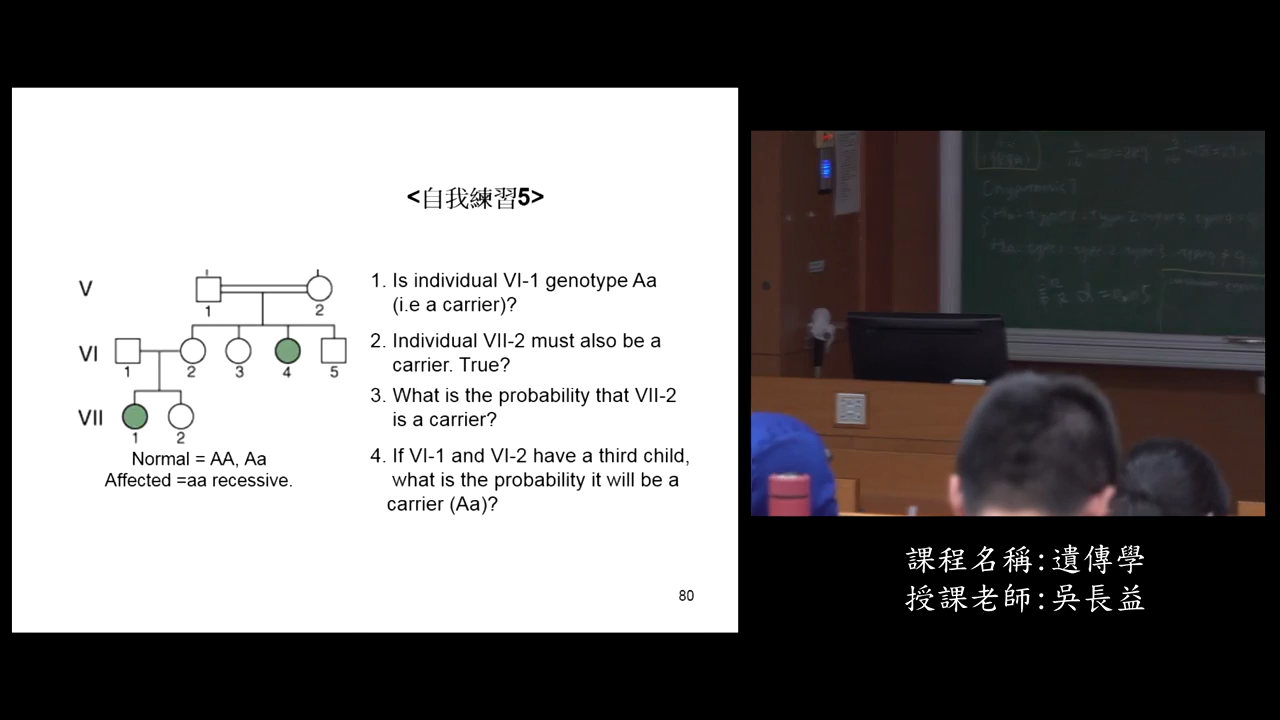 <自我練習5>
V
1
2
VI
1
2
3
4
5
VII
1
2
Normal = AA, Aa
Affected =aa recessive.
1. Is individual VI-1 genotype Aa
(i.e a carrier)?
2. Individual VII-2 must also be a
carrier. True?
3. What is the probability that VII-2
is a carrier?
4. If VI-1 and VI-2 have a third child,
what is the probability it will be a
carrier (Aa)?
80
課程名稱:遺傳學
授課老師:吳長益